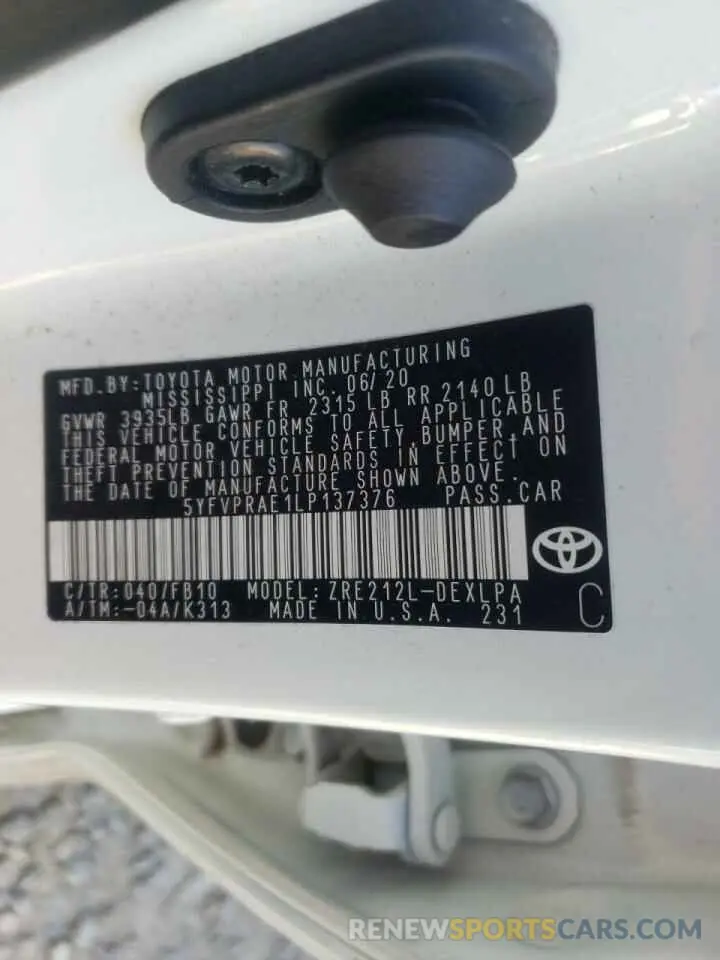 MFD. BY: TOYOTA MOTOR MANUFACTURING
MISSISSIPPI INC. 06/20
GVWR 3935LB GAWR FR 2315 LB RR 2140 LB
THIS VEHICLE CONFORMS TO ALL APPLICABLE
FEDERAL MOTOR VEHICLE SAFETY, BUMPER, AND
THEFT PREVENTION STANDARDS IN EFFECT ON
THE DATE OF MANUFACTURE SHOWN ABOVE.
5YFVPRAE1LP137376 PASS. CAR
C/TR: 040/FB10 MODEL: ZRE212L-DEXLPA
A/TM: -04A/K313 MADE IN U.S.A. 231
C
RENEWSPORTSCARS.COM